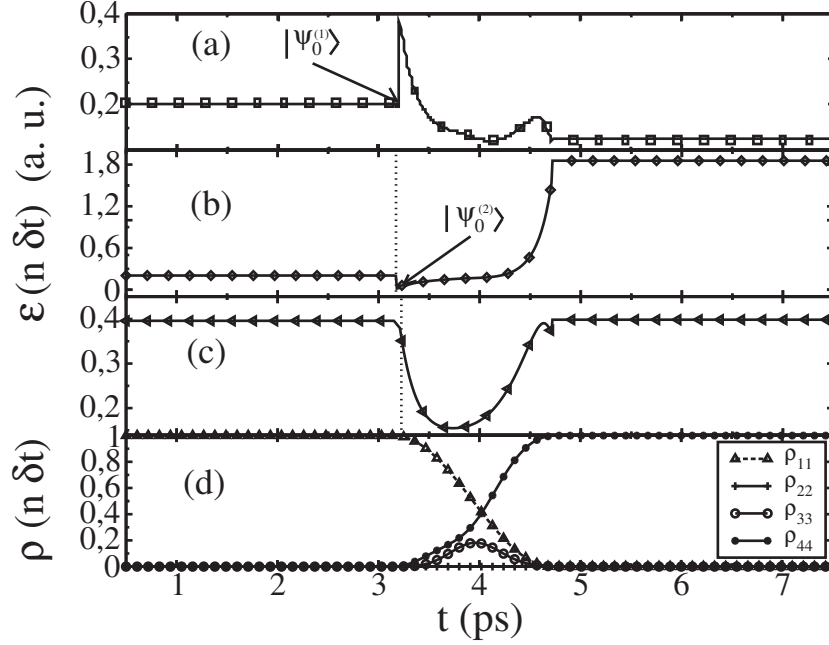 0,4
(a)
|Ψ₀⁽¹⁾⟩
0,3
0,2
1,8
(b)
1,2
|Ψ₀⁽²⁾⟩
0,6
0
ε (n δt) (a. u.)
0,4
(c)
0,3
0,2
1
0,8
(d)
0,6
0,4
0,2
0
ρ (n δt)
ρ₁₁
ρ₂₂
ρ₃₃
ρ₄₄
1 2 3 4 5 6 7
t (ps)